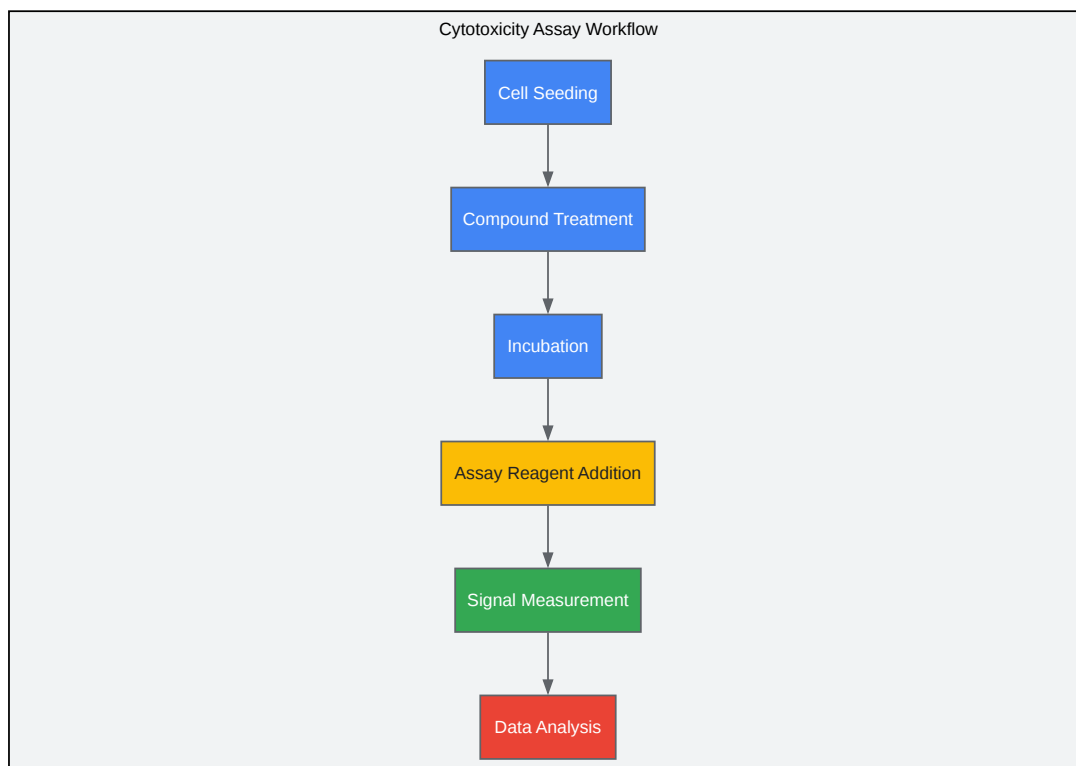 Cytotoxicity Assay Workflow
Cell Seeding
Compound Treatment
Incubation
Assay Reagent Addition
Signal Measurement
Data Analysis